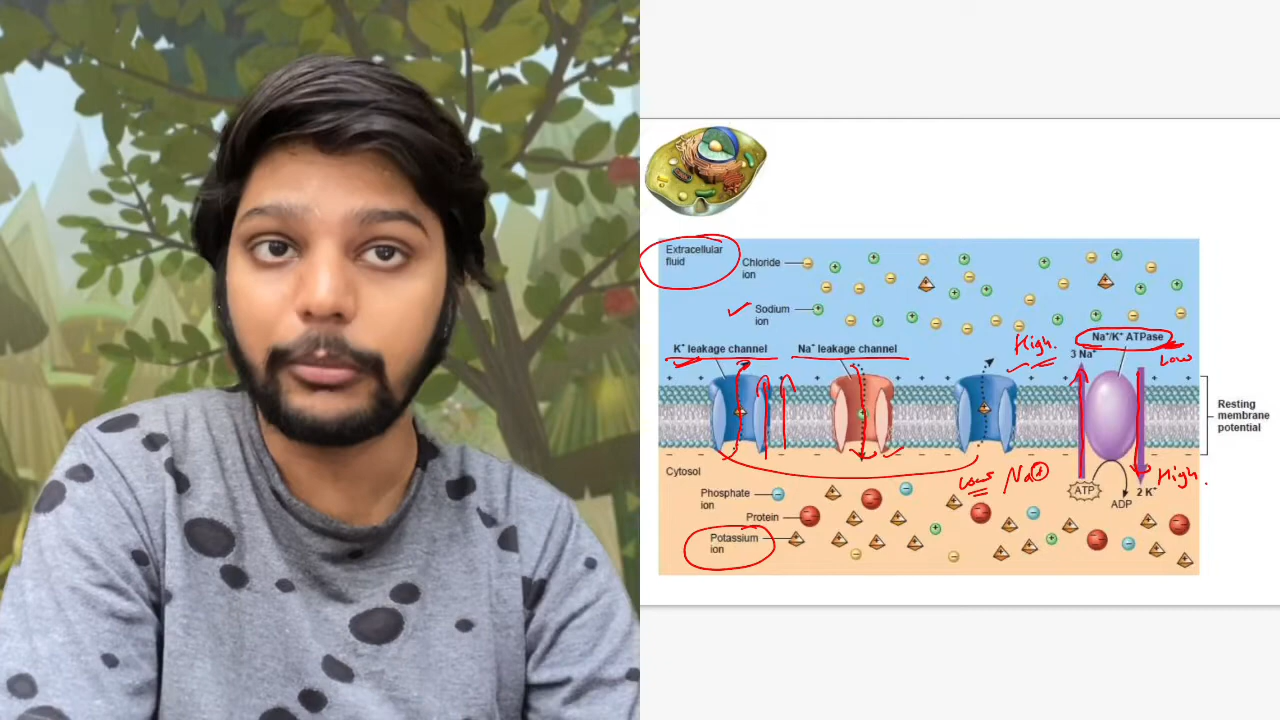 Extracellular
fluid
Chloride
ion
Sodium
ion
K⁺ leakage channel
Na⁺ leakage channel
High.
Na⁺/K⁺ ATPase
3 Na⁺
Low
Resting
membrane
potential
Cytosol
Low Na⁺
High.
ATP
ADP
2 K⁺
Phosphate
ion
Protein
Potassium
ion